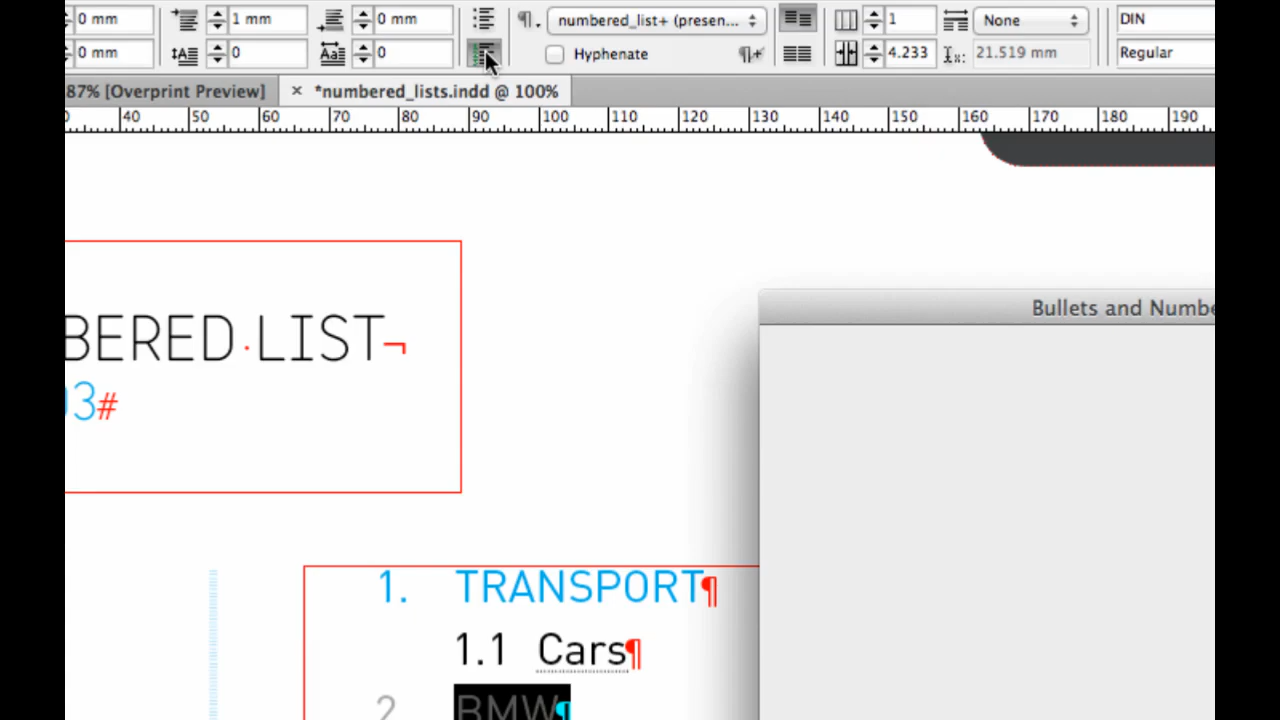 0 mm 1 mm 0 mm numbered_list+ (presen... 1 None DIN
0 mm 0 0 Hyphenate 4.233 21.519 mm Regular
87% [Overprint Preview] × *numbered_lists.indd @ 100%
40 50 60 70 80 90 100 110 120 130 140 150 160 170 180 190
Bullets and Numbe
BERED·LIST¬
03#
1. TRANSPORT¶
1.1 Cars¶
2 BMW¶